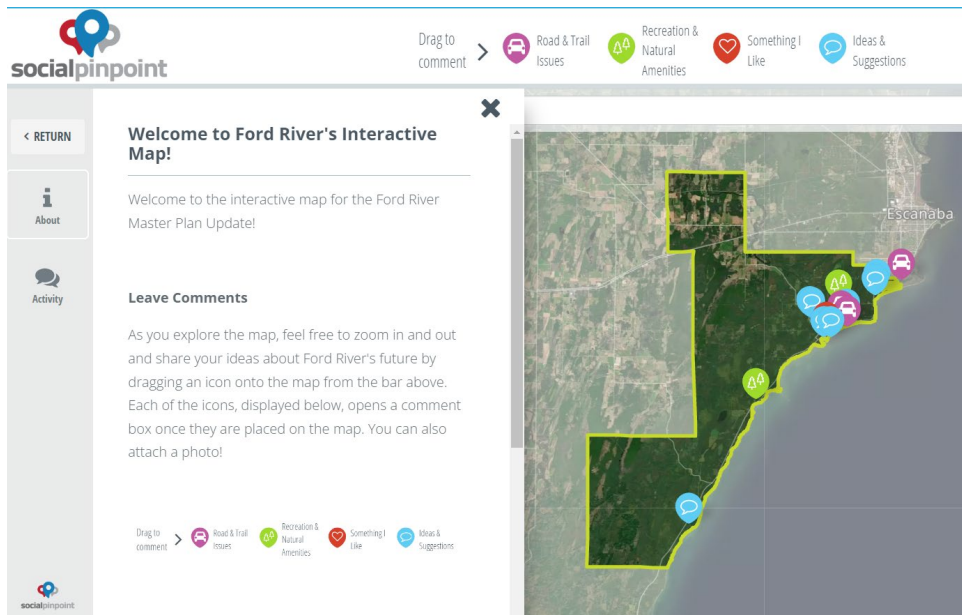 socialpinpoint
Drag to
comment
Road & Trail
Issues
Recreation &
Natural
Amenities
Something I
Like
Ideas &
Suggestions
< RETURN
About
Activity
Welcome to Ford River's Interactive
Map!
Welcome to the interactive map for the Ford River
Master Plan Update!
Leave Comments
As you explore the map, feel free to zoom in and out
and share your ideas about Ford River's future by
dragging an icon onto the map from the bar above.
Each of the icons, displayed below, opens a comment
box once they are placed on the map. You can also
attach a photo!
Drag to
comment
Road & Trail
Issues
Recreation &
Natural
Amenities
Something I
Like
Ideas &
Suggestions
socialpinpoint
Escanaba